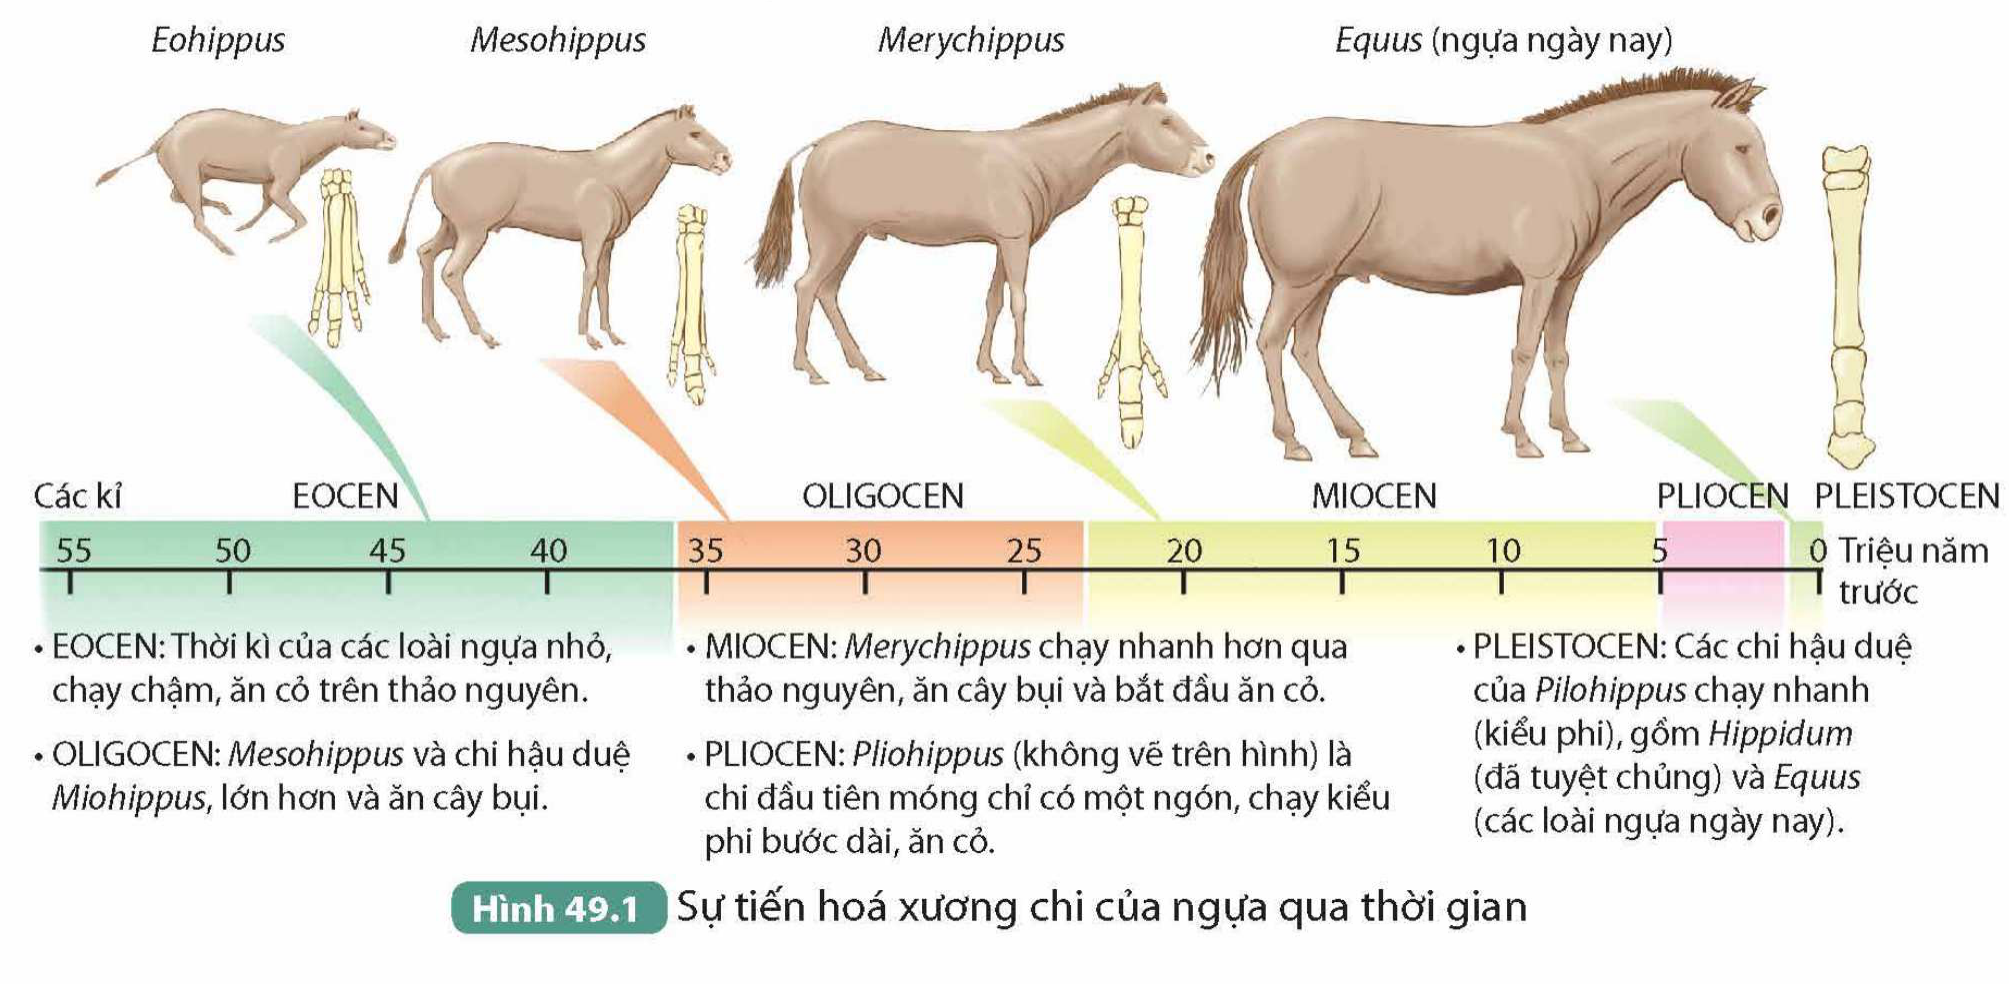 Eohippus
Mesohippus
Merychippus
Equus (ngựa ngày nay)
Các kỉ
EOCEN
OLIGOCEN
MIOCEN
PLIOCEN
PLEISTOCEN
55 50 45 40 35 30 25 20 15 10 5 0 Triệu năm
trước
• EOCEN: Thời kì của các loài ngựa nhỏ,
chạy chậm, ăn cỏ trên thảo nguyên.
• OLIGOCEN: Mesohippus và chi hậu duệ
Miohippus, lớn hơn và ăn cây bụi.
• MIOCEN: Merychippus chạy nhanh hơn qua
thảo nguyên, ăn cây bụi và bắt đầu ăn cỏ.
• PLIOCEN: Pliohippus (không vẽ trên hình) là
chi đầu tiên móng chỉ có một ngón, chạy kiểu
phi bước dài, ăn cỏ.
• PLEISTOCEN: Các chi hậu duệ
của Pilohippus chạy nhanh
(kiểu phi), gồm Hippidum
(đã tuyệt chủng) và Equus
(các loài ngựa ngày nay).
Hình 49.1 Sự tiến hoá xương chi của ngựa qua thời gian